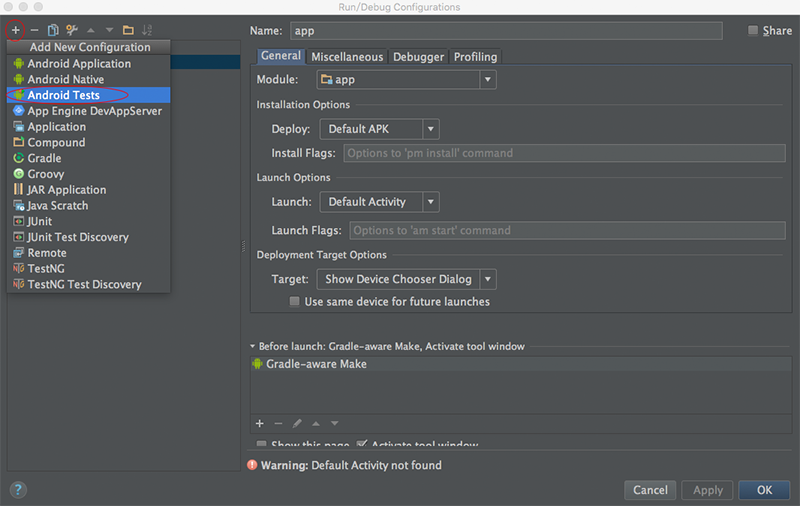 Run/Debug Configurations
Add New Configuration
Android Application
Android Native
Android Tests
App Engine DevAppServer
Application
Compound
Gradle
Groovy
JAR Application
Java Scratch
JUnit
JUnit Test Discovery
Remote
TestNG
TestNG Test Discovery
Name: app Share
General Miscellaneous Debugger Profiling
Module: app
Installation Options
Deploy: Default APK
Install Flags: Options to 'pm install' command
Launch Options
Launch: Default Activity
Launch Flags: Options to 'am start' command
Deployment Target Options
Target: Show Device Chooser Dialog
Use same device for future launches
Before launch: Gradle-aware Make, Activate tool window
Gradle-aware Make
Show this page Activate tool window
Warning: Default Activity not found
? Cancel Apply OK